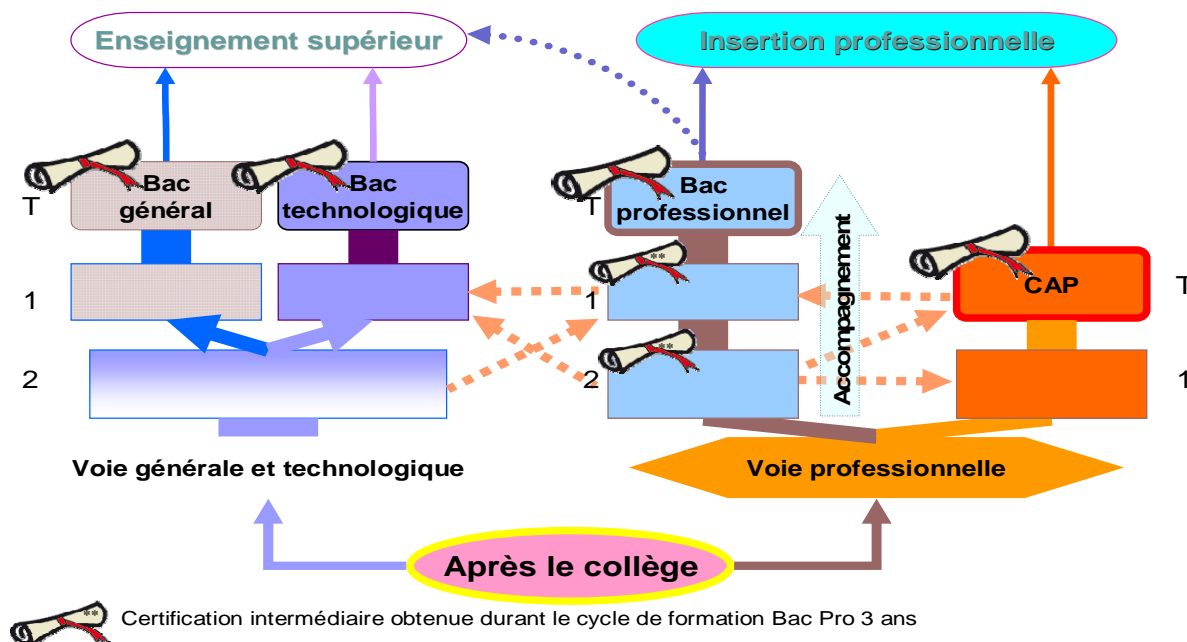 Enseignement supérieur
Insertion professionnelle
T
Bac
général
Bac
technologique
T
Bac
professionnel
Accompagnement
1
1
**
CAP
T
2
2
**
1
Voie générale et technologique
Voie professionnelle
Après le collège
**
Certification intermédiaire obtenue durant le cycle de formation Bac Pro 3 ans